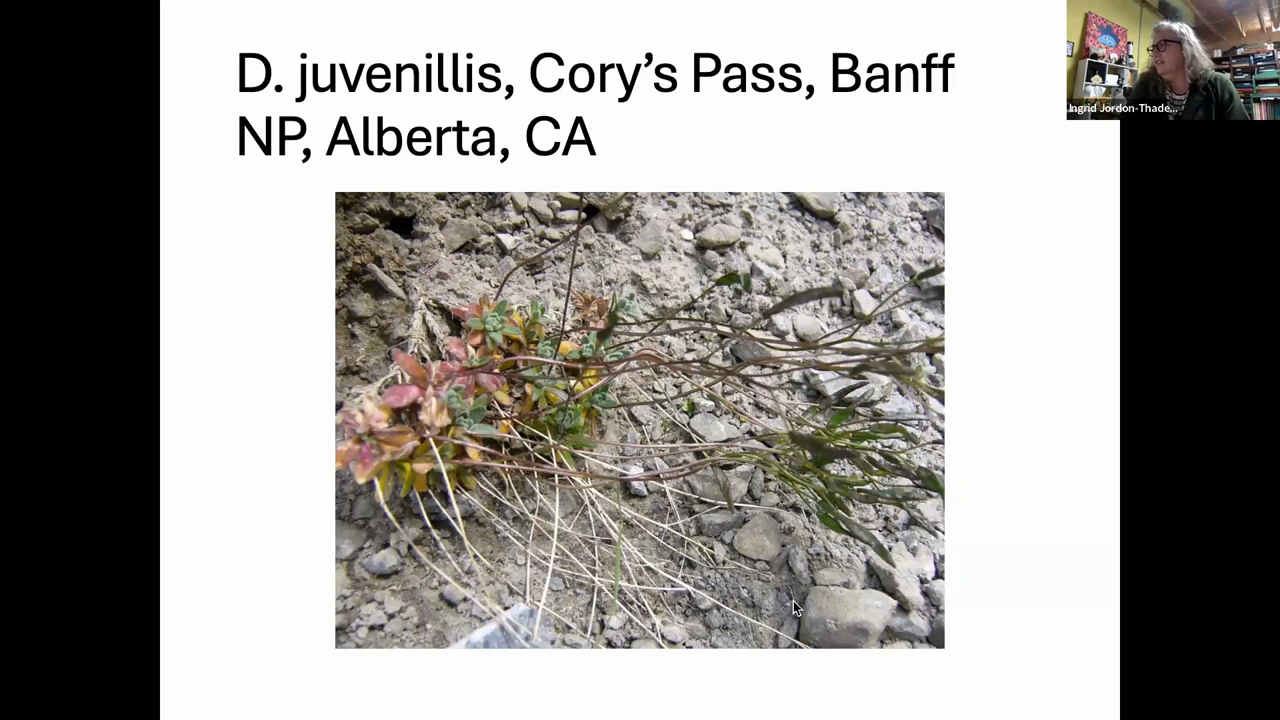 D. juvenillis, Cory's Pass, Banff
NP, Alberta, CA
Ingrid Jordon-Thade...